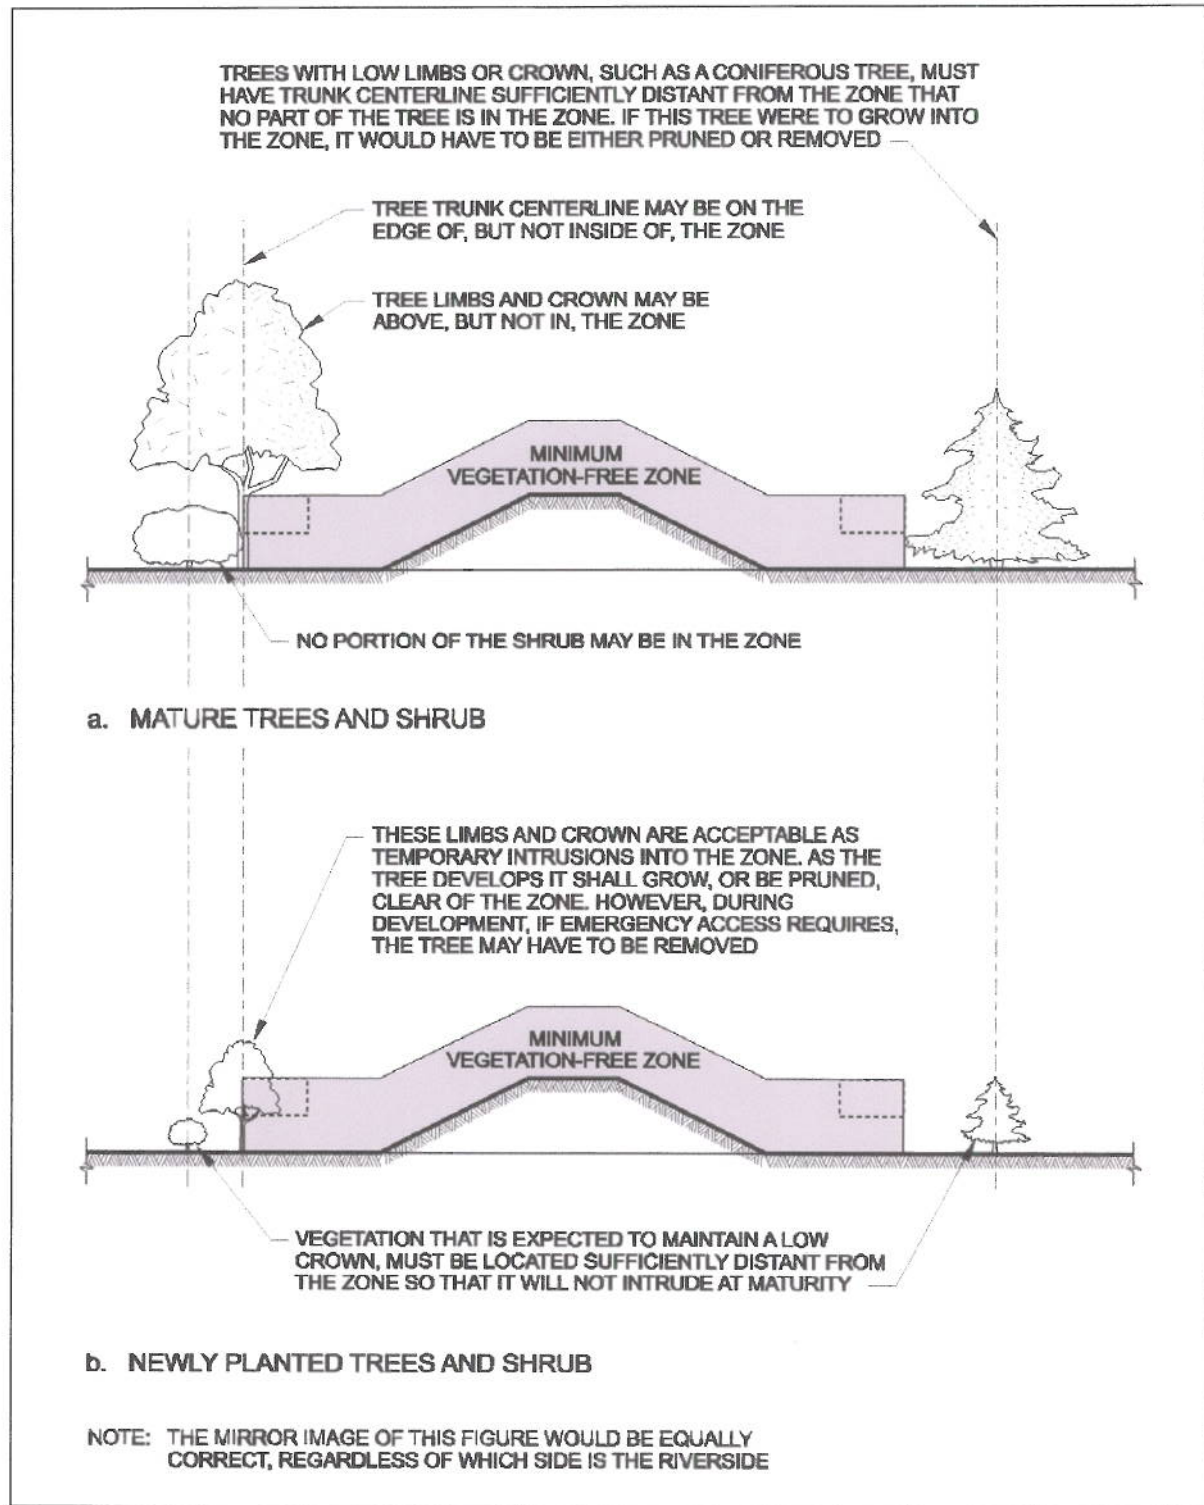 TREES WITH LOW LIMBS OR CROWN, SUCH AS A CONIFEROUS TREE, MUST
HAVE TRUNK CENTERLINE SUFFICIENTLY DISTANT FROM THE ZONE THAT
NO PART OF THE TREE IS IN THE ZONE. IF THIS TREE WERE TO GROW INTO
THE ZONE, IT WOULD HAVE TO BE EITHER PRUNED OR REMOVED
TREE TRUNK CENTERLINE MAY BE ON THE
EDGE OF, BUT NOT INSIDE OF, THE ZONE
TREE LIMBS AND CROWN MAY BE
ABOVE, BUT NOT IN, THE ZONE
MINIMUM
VEGETATION-FREE ZONE
NO PORTION OF THE SHRUB MAY BE IN THE ZONE
a. MATURE TREES AND SHRUB
THESE LIMBS AND CROWN ARE ACCEPTABLE AS
TEMPORARY INTRUSIONS INTO THE ZONE. AS THE
TREE DEVELOPS IT SHALL GROW, OR BE PRUNED,
CLEAR OF THE ZONE. HOWEVER, DURING
DEVELOPMENT, IF EMERGENCY ACCESS REQUIRES,
THE TREE MAY HAVE TO BE REMOVED
MINIMUM
VEGETATION-FREE ZONE
VEGETATION THAT IS EXPECTED TO MAINTAIN A LOW
CROWN, MUST BE LOCATED SUFFICIENTLY DISTANT FROM
THE ZONE SO THAT IT WILL NOT INTRUDE AT MATURITY
b. NEWLY PLANTED TREES AND SHRUB
NOTE: THE MIRROR IMAGE OF THIS FIGURE WOULD BE EQUALLY
CORRECT, REGARDLESS OF WHICH SIDE IS THE RIVERSIDE